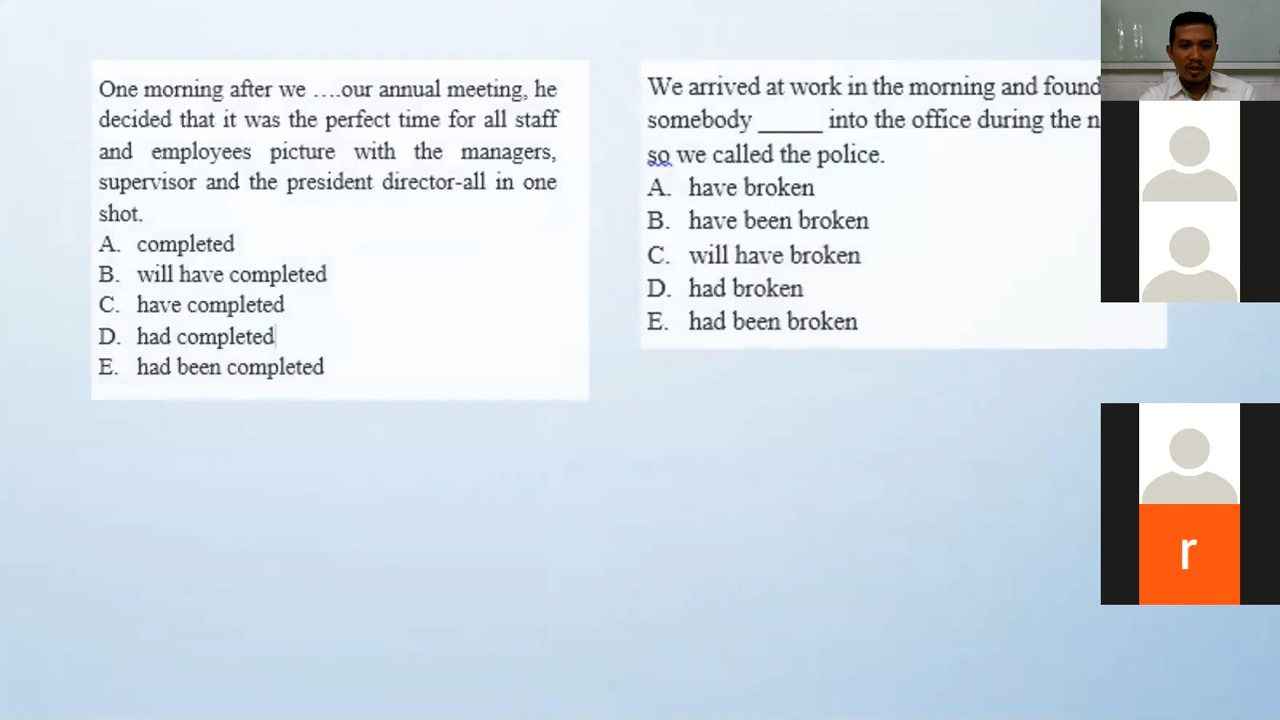 One morning after we ….our annual meeting, he
decided that it was the perfect time for all staff
and employees picture with the managers,
supervisor and the president director-all in one
shot.
A. completed
B. will have completed
C. have completed
D. had completed
E. had been completed
We arrived at work in the morning and found
somebody _____ into the office during the n
so we called the police.
A. have broken
B. have been broken
C. will have broken
D. had broken
E. had been broken
r